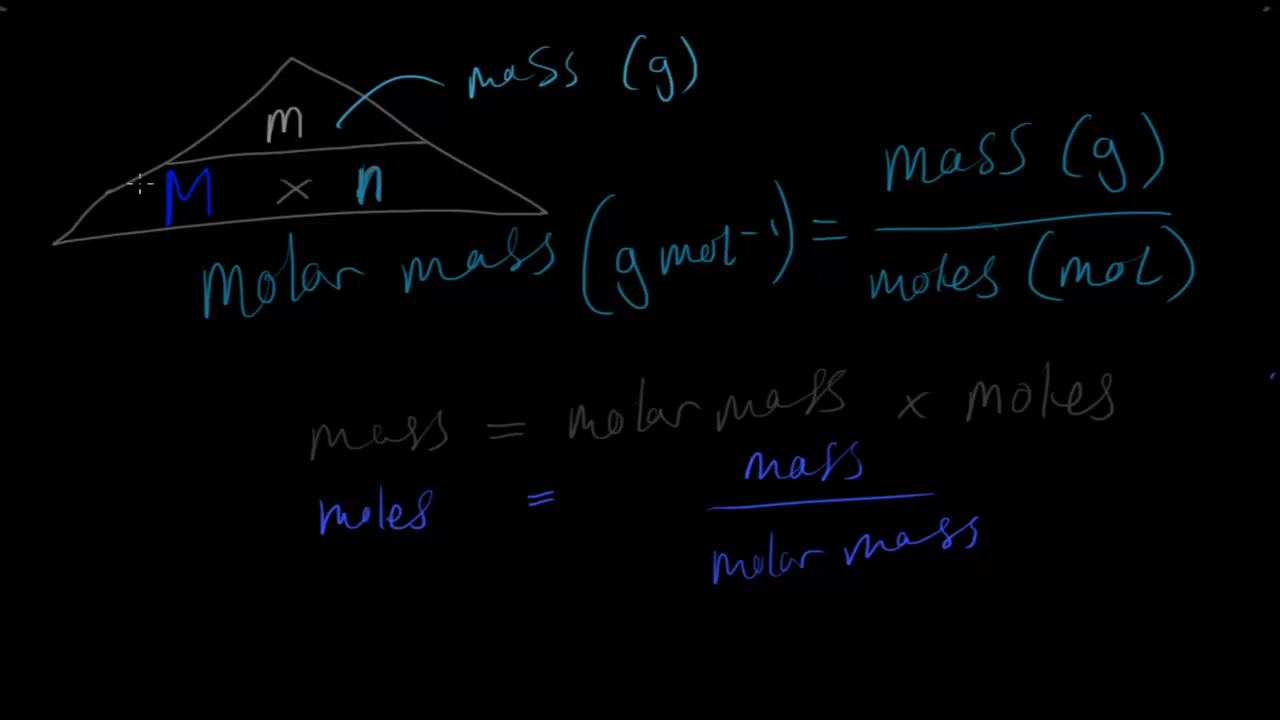 mass (g)
m
M × n
molar mass (g mol⁻¹) = mass (g) / moles (mol)
mass = molar mass × moles
moles = mass / molar mass